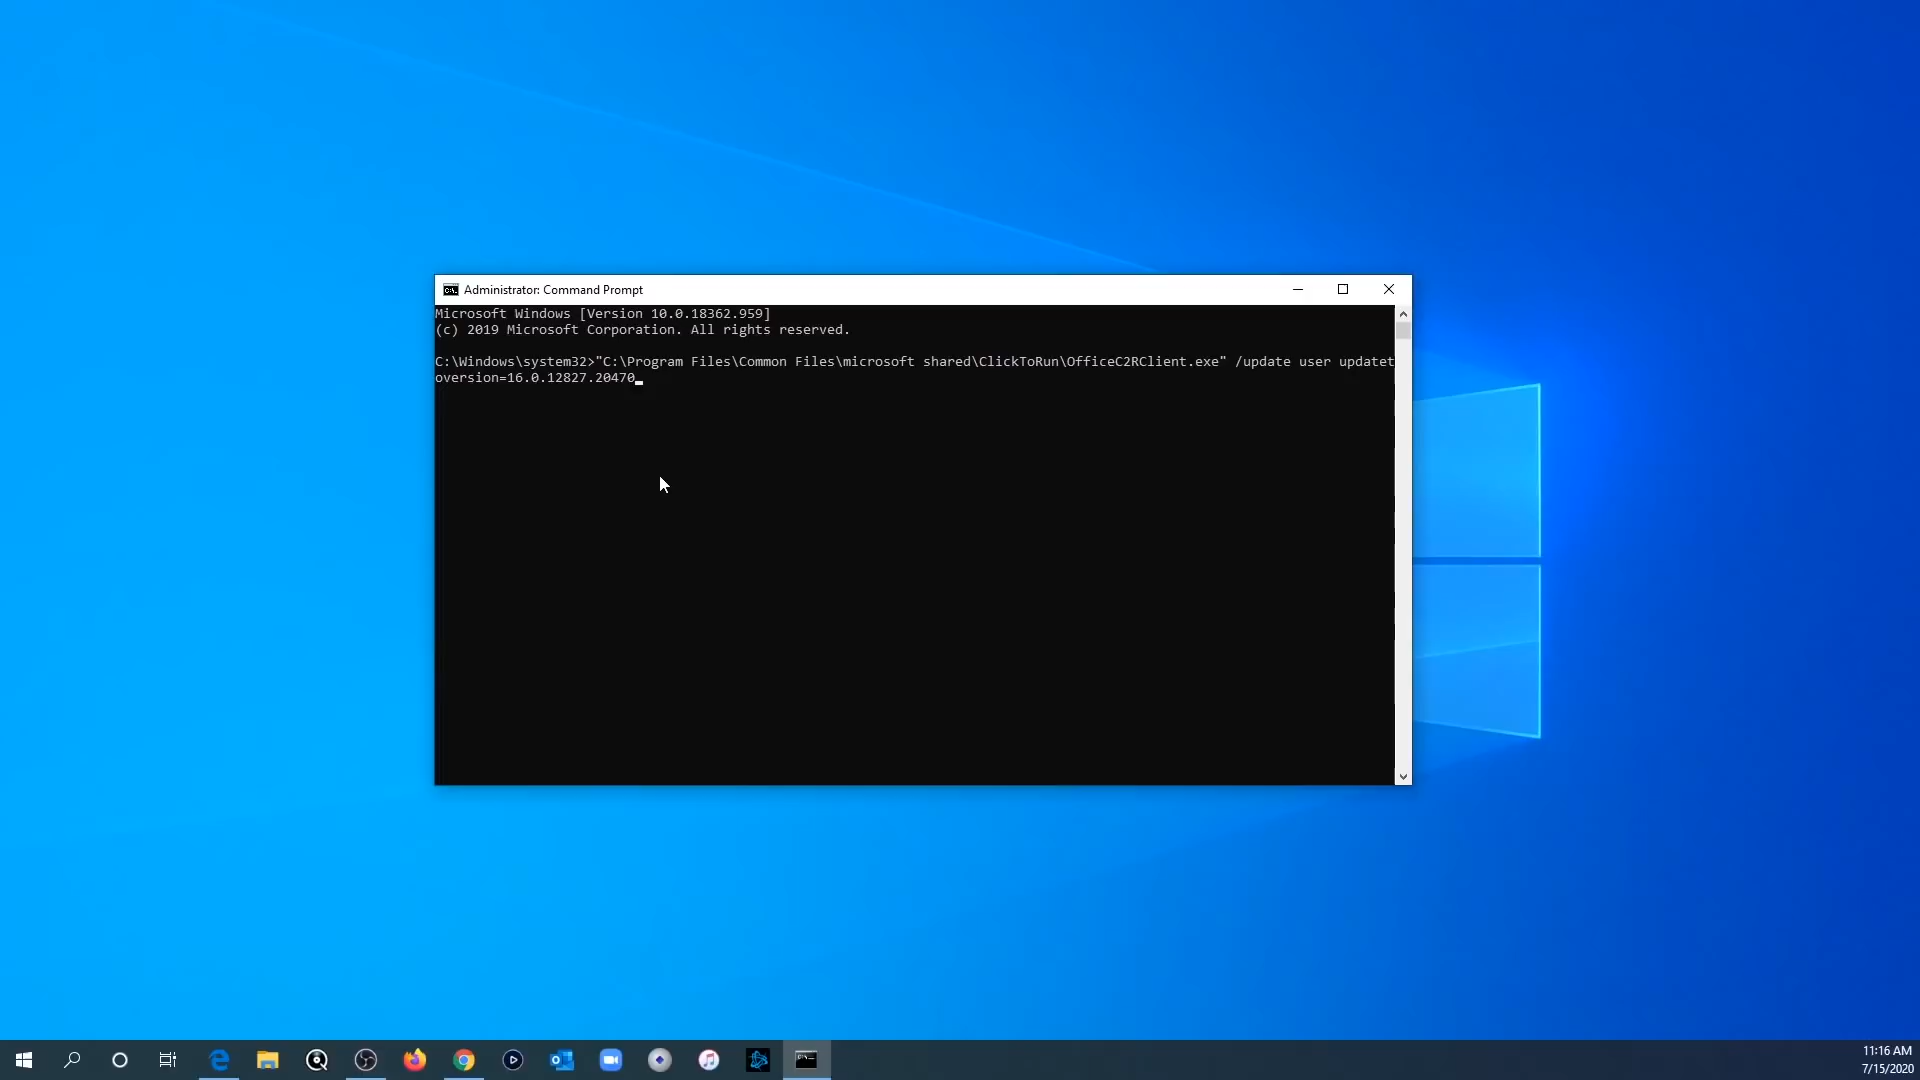 Administrator: Command Prompt
Microsoft Windows [Version 10.0.18362.959]
(c) 2019 Microsoft Corporation. All rights reserved.
C:\Windows\system32>"C:\Program Files\Common Files\microsoft shared\ClickToRun\OfficeC2RClient.exe" /update user updatet
oversion=16.0.12827.20470
11:16 AM
7/15/2020